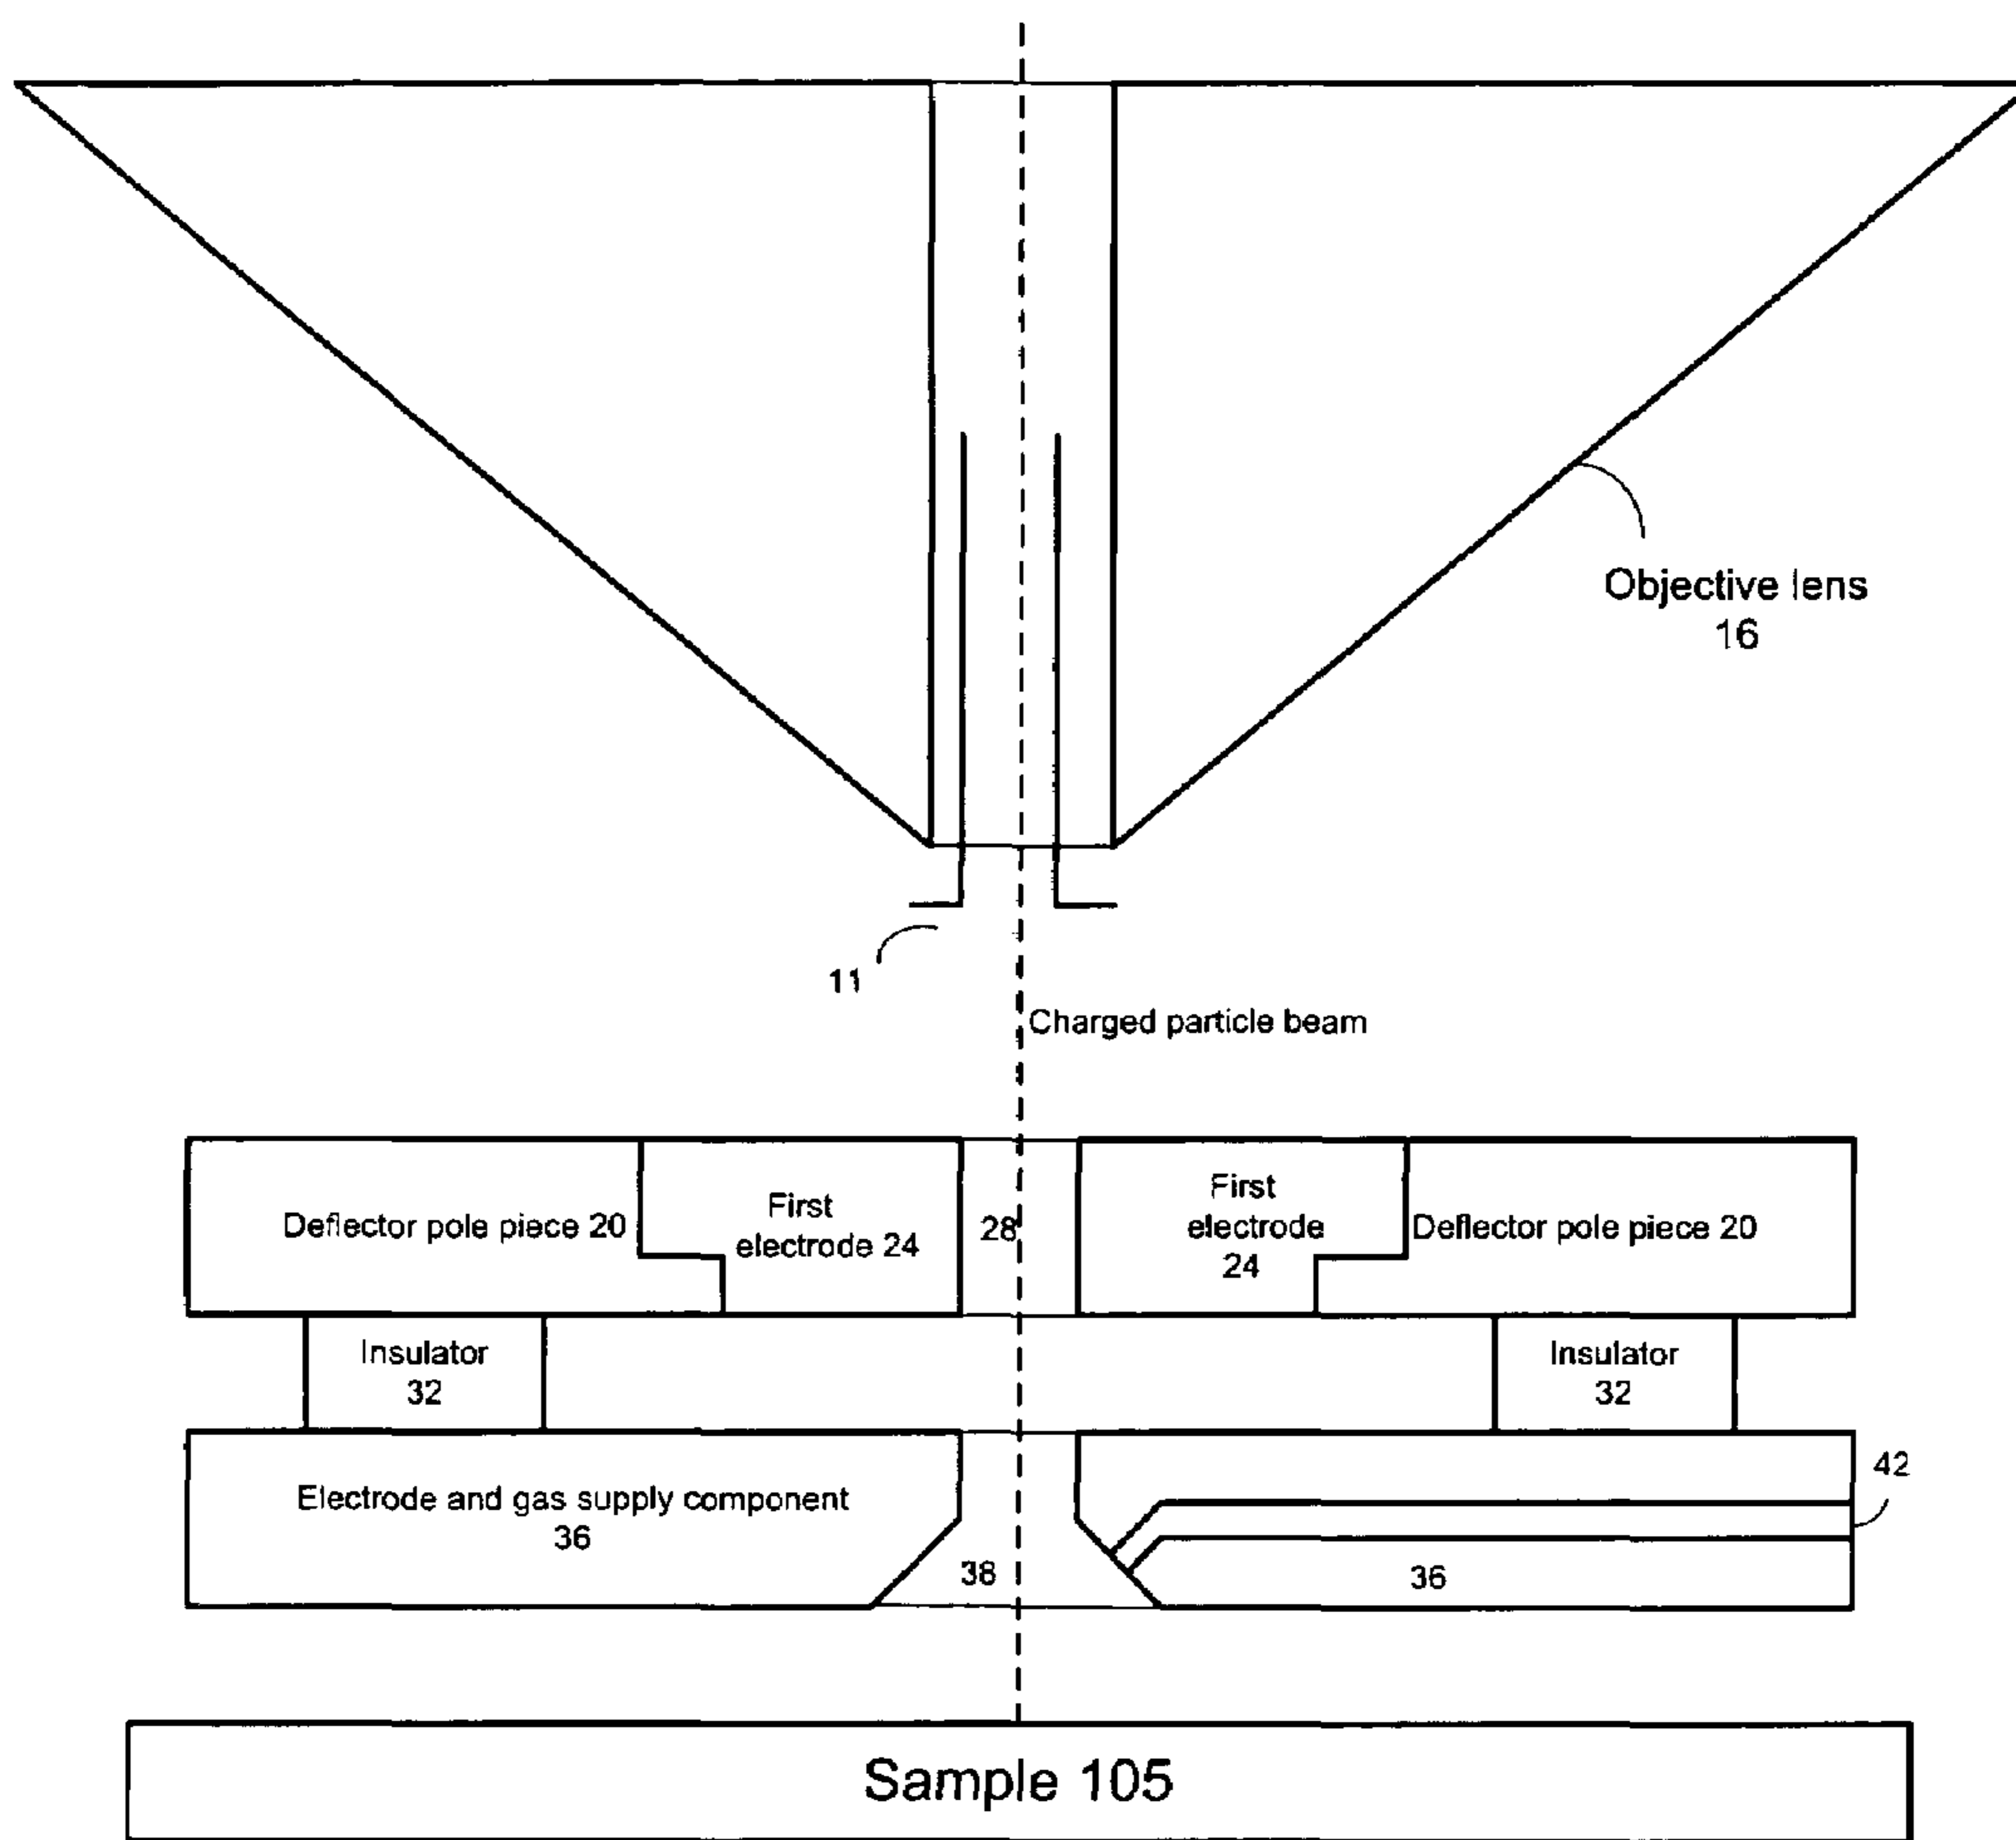 Objective lens
16
11
Charged particle beam
Deflector pole piece 20
First
electrode 24
28
First
electrode
24
Deflector pole piece 20
Insulator
32
Insulator
32
Electrode and gas supply component
36
38
36
42
Sample 105